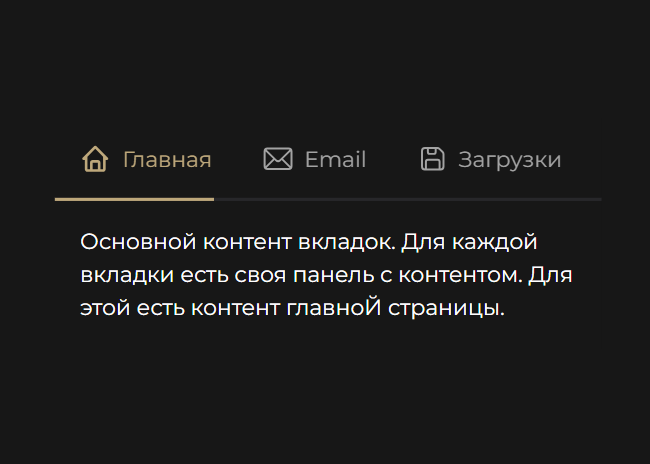 Главная Email Загрузки
Основной контент вкладок. Для каждой
вкладки есть своя панель с контентом. Для
этой есть контент главноЙ страницы.